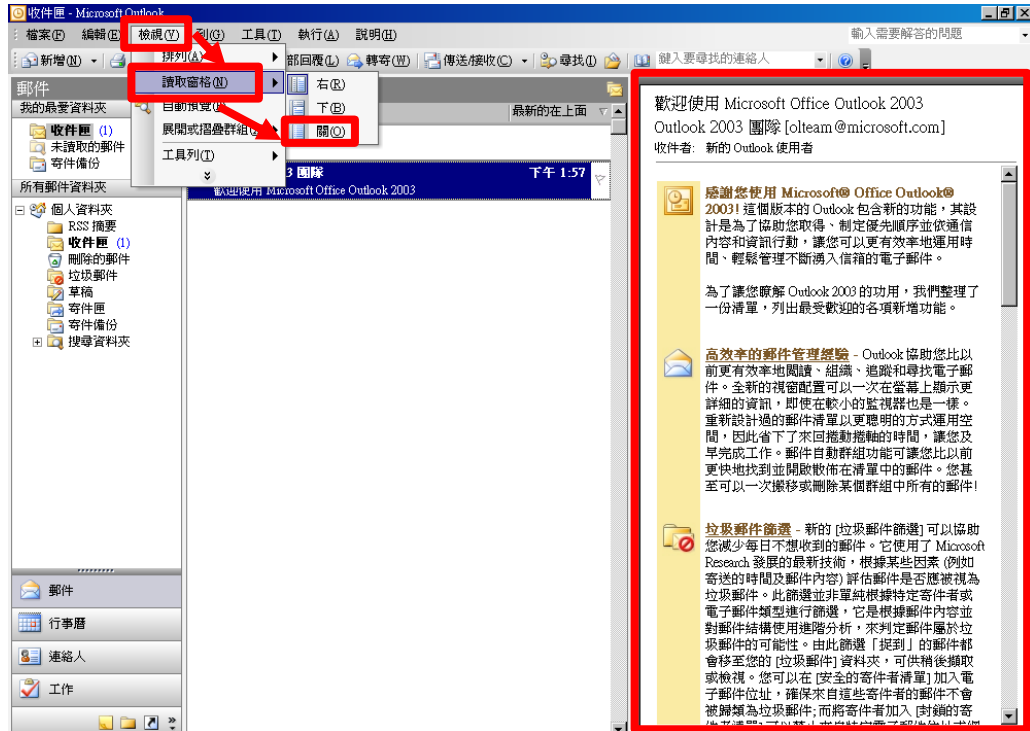 收件匣 - Microsoft Outlook
檔案(F) 編輯(E) 檢視(V) 到(G) 工具(T) 執行(A) 說明(H) 輸入需要解答的問題
新增(N) 部回覆(L) 轉寄(W) 傳送/接收(C) 尋找(I) 鍵入要尋找的連絡人
排列(A)
讀取窗格(N)
自動預覽
展開或摺疊群組
工具列(T)
右(R)
下(B)
關(O)
郵件
我的最愛資料夾
收件匣 (1)
未讀取的郵件
寄件備份
所有郵件資料夾
個人資料夾
RSS 摘要
收件匣 (1)
刪除的郵件
垃圾郵件
草稿
寄件匣
寄件備份
搜尋資料夾
郵件
行事曆
連絡人
工作
最新的在上面
3 團隊 下午 1:57
歡迎使用 Microsoft Office Outlook 2003
歡迎使用 Microsoft Office Outlook 2003
Outlook 2003 團隊 [olteam@microsoft.com]
收件者: 新的 Outlook 使用者
感謝您使用 Microsoft® Office Outlook®
2003! 這個版本的 Outlook 包含新的功能，其設
計是為了協助您取得、制定優先順序並依通信
內容和資訊行動，讓您可以更有效率地運用時
間、輕鬆管理不斷湧入信箱的電子郵件。
為了讓您瞭解 Outlook 2003 的功用，我們整理了
一份清單，列出最受歡迎的各項新增功能。
高效率的郵件管理經驗 - Outlook 協助您比以
前更有效率地閱讀、組織、追蹤和尋找電子郵
件。全新的視窗配置可以一次在螢幕上顯示更
詳細的資訊，即使在較小的監視器也是一樣。
重新設計過的郵件清單以更聰明的方式運用空
間，因此省下了來回捲動捲軸的時間，讓您及
早完成工作。郵件自動群組功能可讓您比以前
更快地找到並開啟散佈在清單中的郵件。您甚
至可以一次搬移或刪除某個群組中所有的郵件!
垃圾郵件篩選 - 新的 [垃圾郵件篩選] 可以協助
您減少每日不想收到的郵件。它使用了 Microsoft
Research 發展的最新技術，根據某些因素 (例如
寄送的時間及郵件內容) 評估郵件是否應被視為
垃圾郵件。此篩選並非單純根據特定寄件者或
電子郵件類型進行篩選，它是根據郵件內容並
對郵件結構使用進階分析，來判定郵件屬於垃
圾郵件的可能性。由此篩選「捉到」的郵件都
會移至您的 [垃圾郵件] 資料夾，可供稍後擷取
或檢視。您可以在 [安全的寄件者清單] 加入電
子郵件位址，確保來自這些寄件者的郵件不會
被歸類為垃圾郵件;而將寄件者加入 [封鎖的寄